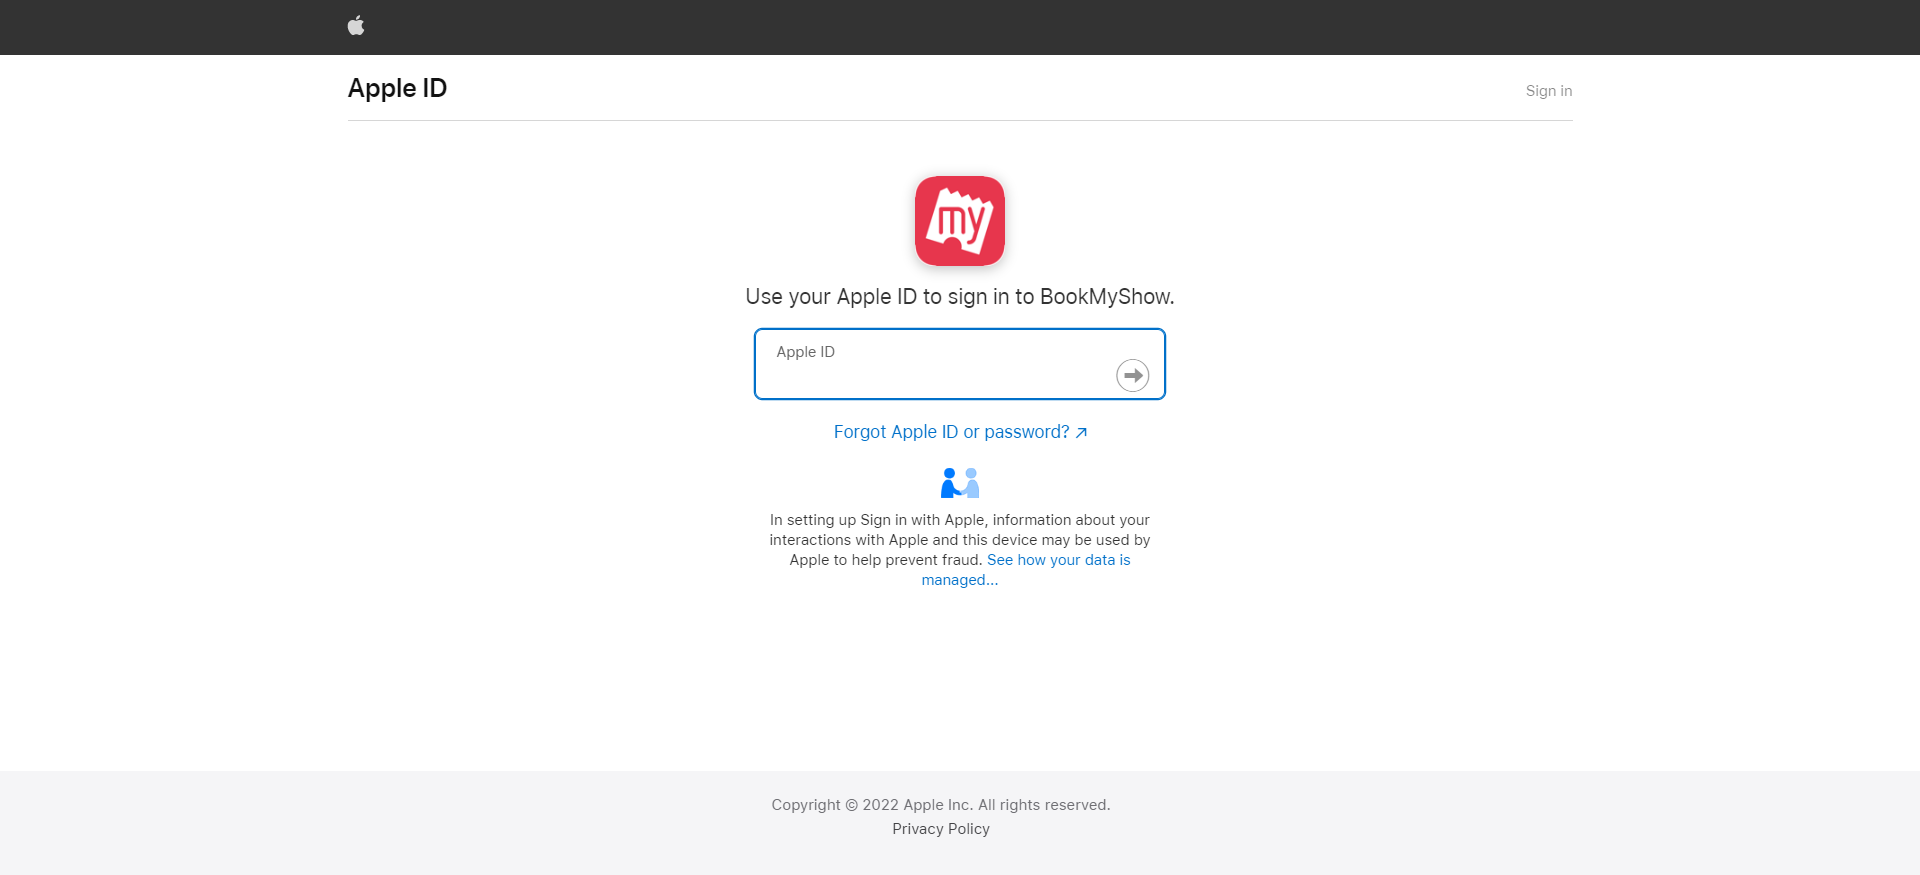 Apple ID
Sign in
my
Use your Apple ID to sign in to BookMyShow.
Apple ID
Forgot Apple ID or password? ↗
In setting up Sign in with Apple, information about your
interactions with Apple and this device may be used by
Apple to help prevent fraud. See how your data is
managed...
Copyright © 2022 Apple Inc. All rights reserved.
Privacy Policy